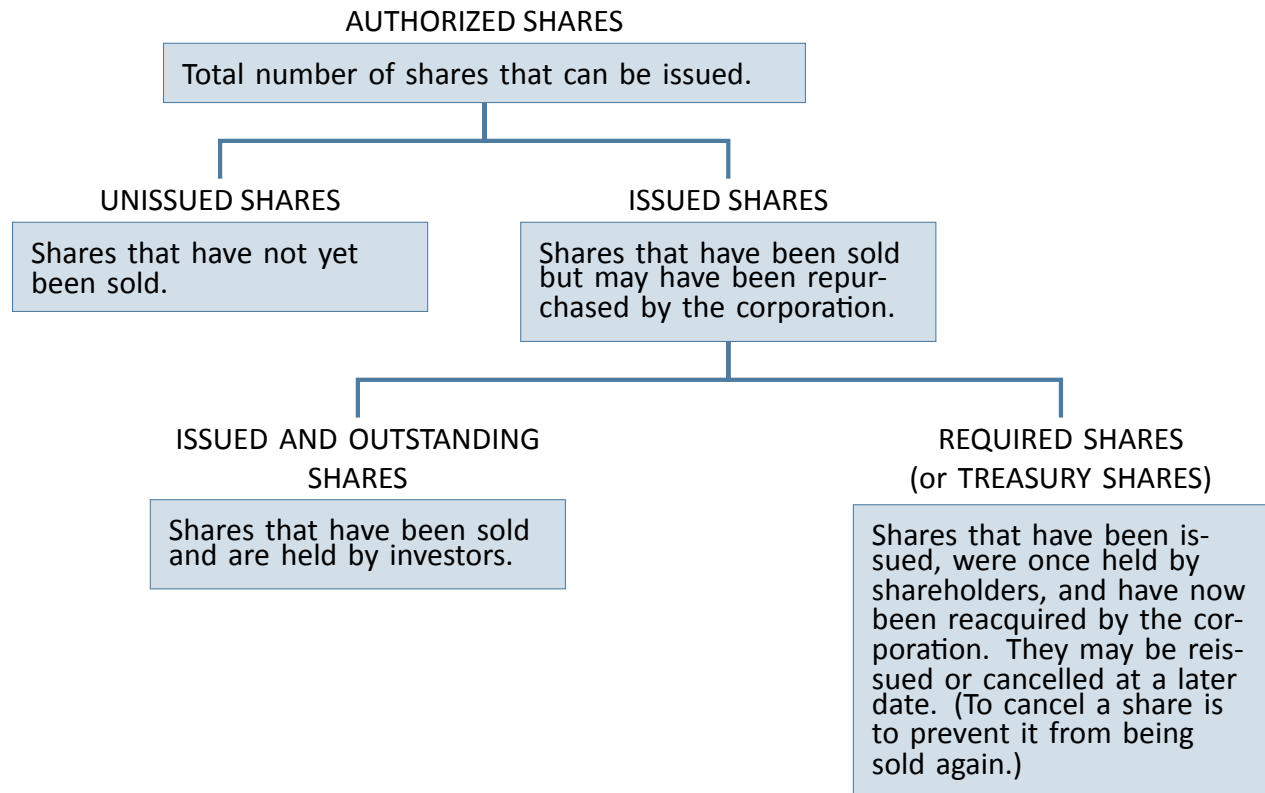 AUTHORIZED SHARES
Total number of shares that can be issued.
UNISSUED SHARES
Shares that have not yet
been sold.
ISSUED SHARES
Shares that have been sold
but may have been repur-
chased by the corporation.
ISSUED AND OUTSTANDING
SHARES
Shares that have been sold
and are held by investors.
REQUIRED SHARES
(or TREASURY SHARES)
Shares that have been is-
sued, were once held by
shareholders, and have now
been reacquired by the cor-
poration. They may be reis-
sued or cancelled at a later
date. (To cancel a share is
to prevent it from being
sold again.)